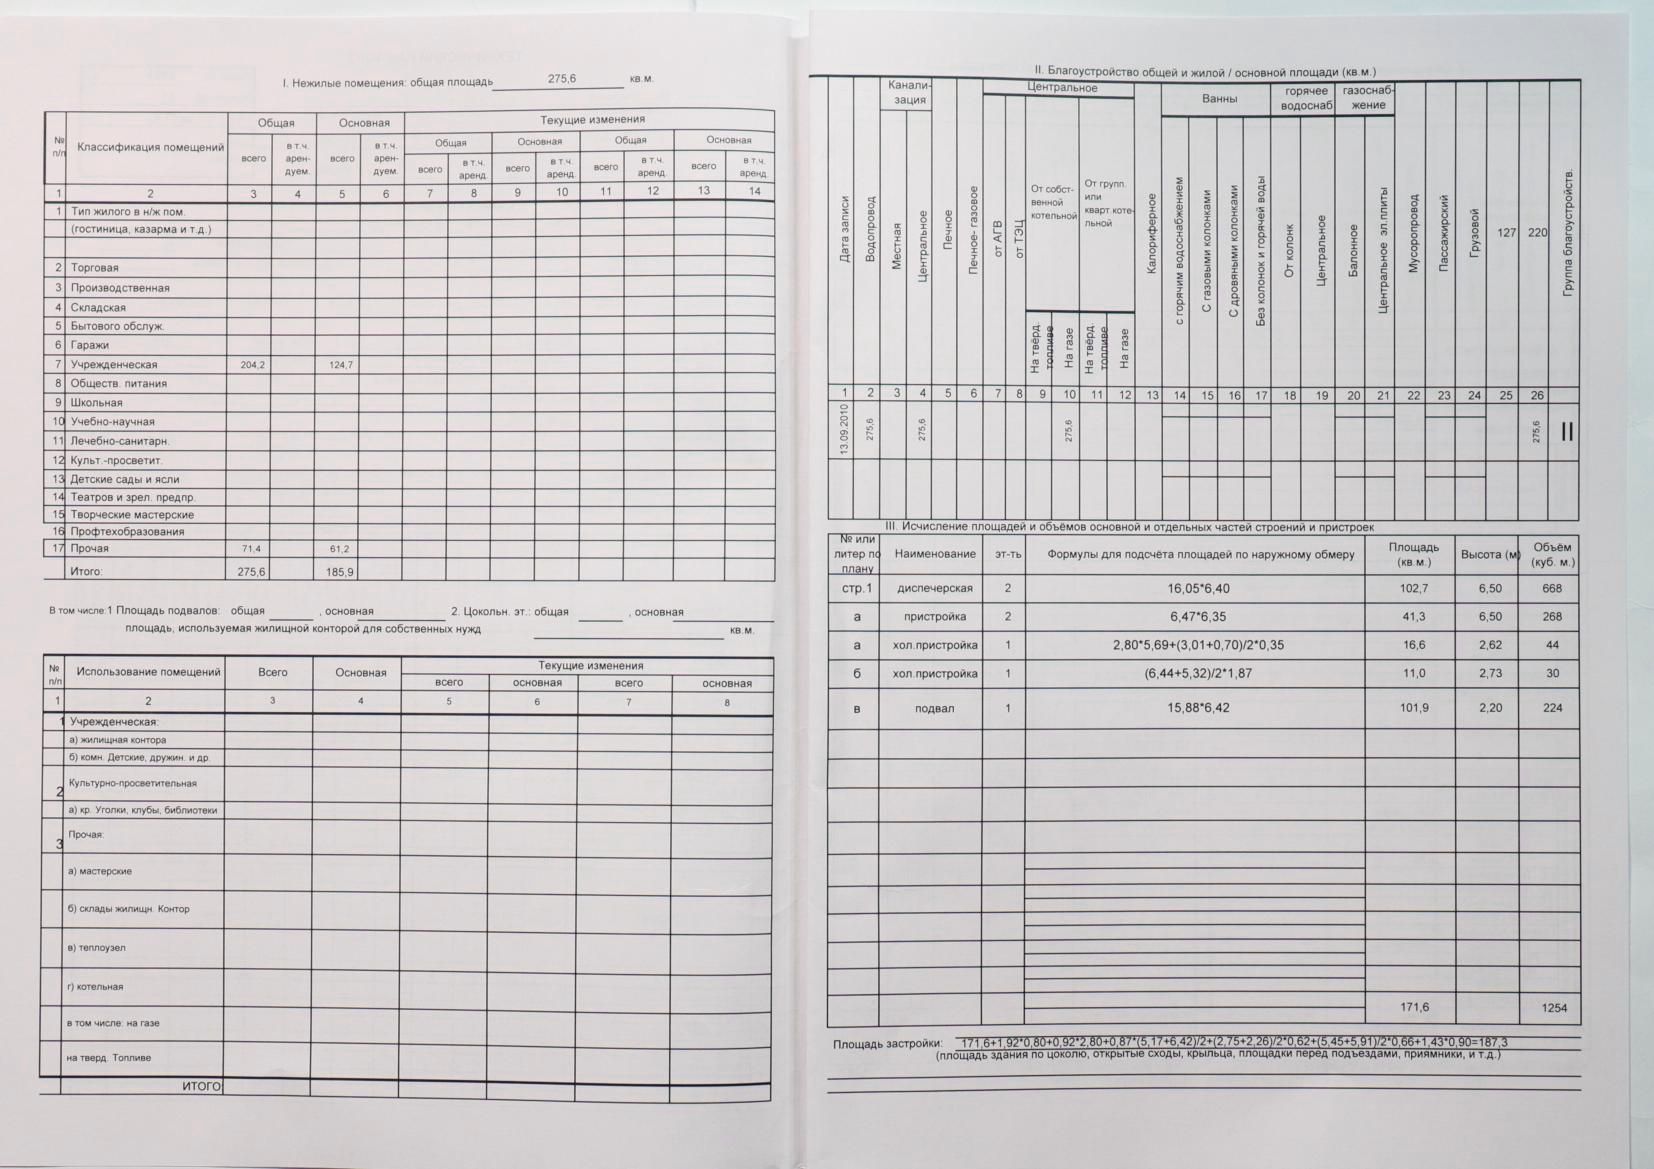 I. Нежилые помещения: общая площадь 275,6 кв.м.
№ п/п Классификация помещений Общая Основная Текущие изменения
Общая Основная Общая Основная
всего в т.ч. арен- дуем. всего в т.ч. арен- дуем. всего в т.ч. аренд. всего в т.ч. аренд всего в т.ч. аренд. всего в т.ч. аренд.
1 2 3 4 5 6 7 8 9 10 11 12 13 14
1 Тип жилого в н/ж пом.
(гостиница, казарма и т.д.)
2 Торговая
3 Производственная
4 Складская
5 Бытового обслуж.
6 Гаражи
7 Учрежденческая 204,2 124,7
8 Обществ. питания
9 Школьная
10 Учебно-научная
11 Лечебно-санитарн.
12 Культ.-просветит.
13 Детские сады и ясли
14 Театров и зрел. предпр.
15 Творческие мастерские
16 Профтехобразования
17 Прочая 71,4 61,2
Итого: 275,6 185,9
В том числе:1 Площадь подвалов: общая , основная 2. Цокольн. эт.: общая , основная
площадь, используемая жилищной конторой для собственных нужд кв.м.
№ п/п Использование помещений Всего Основная Текущие изменения
всего основная всего основная
1 2 3 4 5 6 7 8
1 Учрежденческая:
а) жилищная контора
б) комн. Детские, дружин. и др.
2 Культурно-просветительная
а) кр. Уголки, клубы, библиотеки
3 Прочая:
а) мастерские
б) склады жилищн. Контор
в) теплоузел
г) котельная
в том числе: на газе
на тверд. Топливе
ИТОГО:
II. Благоустройство общей и жилой / основной площади (кв.м.)
Канали- зация Центральное Ванны горячее водоснаб газоснаб- жение
Дата записи Водопровод Местная Центральное Печное Печное- газовое от АГВ от ТЭЦ От собст- венной котельной От групп. или кварт.коте- льной Калориферное с горячим водоснабжением С газовыми колонками С дровяными колонками Без колонок и горячей воды От колонк Центральное Балонное Центральное эл.плиты Мусоропровод Пассажирский Грузовой 127 220 Группа благоустройств.
На твёрд. топливе На газе На твёрд. топливе На газе
1 2 3 4 5 6 7 8 9 10 11 12 13 14 15 16 17 18 19 20 21 22 23 24 25 26
13.09.2010 275,6 275,6 275,6 275,6 II
III. Исчисление площадей и объёмов основной и отдельных частей строений и пристроек
№ или литер по плану Наименование эт-ть Формулы для подсчёта площадей по наружному обмеру Площадь (кв.м.) Высота (м) Объём (куб. м.)
стр.1 диспечерская 2 16,05*6,40 102,7 6,50 668
а пристройка 2 6,47*6,35 41,3 6,50 268
а хол.пристройка 1 2,80*5,69+(3,01+0,70)/2*0,35 16,6 2,62 44
б хол.пристройка 1 (6,44+5,32)/2*1,87 11,0 2,73 30
в подвал 1 15,88*6,42 101,9 2,20 224
171,6 1254
Площадь застройки: 171,6+1,92*0,80+0,92*2,80+0,87*(5,17+6,42)/2+(2,75+2,26)/2*0,62+(5,45+5,91)/2*0,66+1,43*0,90=187,3
(площадь здания по цоколю, открытые сходы, крыльца, площадки перед подъездами, приямники, и т.д.)